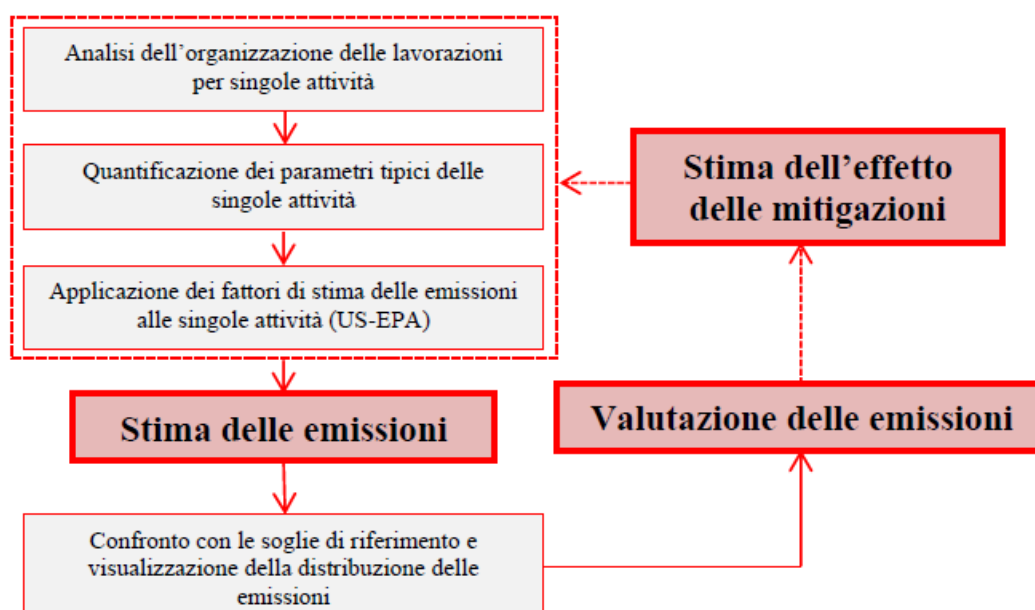 Analisi dell’organizzazione delle lavorazioni
per singole attività
Quantificazione dei parametri tipici delle
singole attività
Applicazione dei fattori di stima delle emissioni
alle singole attività (US-EPA)
Stima delle emissioni
Confronto con le soglie di riferimento e
visualizzazione della distribuzione delle
emissioni
Valutazione delle emissioni
Stima dell’effetto
delle mitigazioni